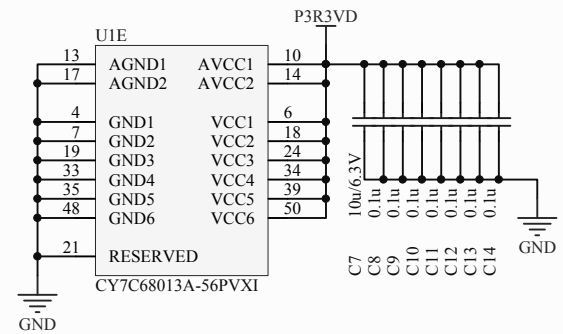 P3R3VD
U1E
13 AGND1 AVCC1 10
17 AGND2 AVCC2 14
4 GND1 VCC1 6
7 GND2 VCC2 18
19 GND3 VCC3 24
33 GND4 VCC4 34
35 GND5 VCC5 39
48 GND6 VCC6 50
21 RESERVED
CY7C68013A-56PVXI
GND
10u/6.3V
0.1u
0.1u
0.1u
0.1u
0.1u
0.1u
0.1u
C7
C8
C9
C10
C11
C12
C13
C14
GND